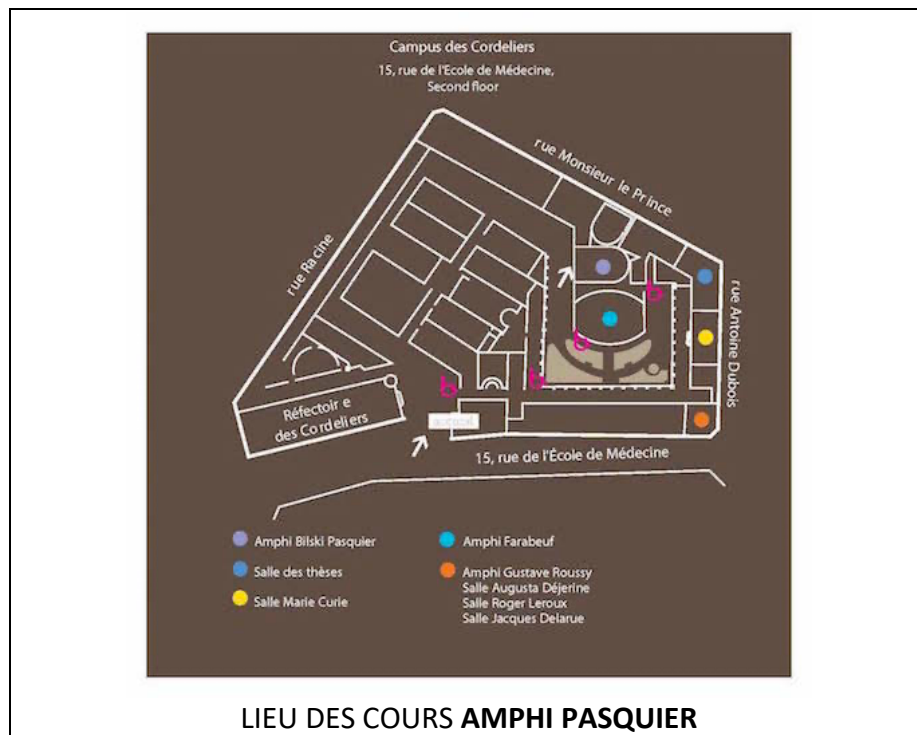 Campus des Cordeliers
15, rue de l'Ecole de Médecine,
Second floor
rue Monsieur le Prince
rue Racine
rue Antoine Dubois
Réfectoir e
des Cordeliers
15, rue de l'École de Médecine
Amphi Bilski Pasquier
Salle des thèses
Salle Marie Curie
Amphi Farabeuf
Amphi Gustave Roussy
Salle Augusta Déjerine
Salle Roger Leroux
Salle Jacques Delarue
LIEU DES COURS AMPHI PASQUIER